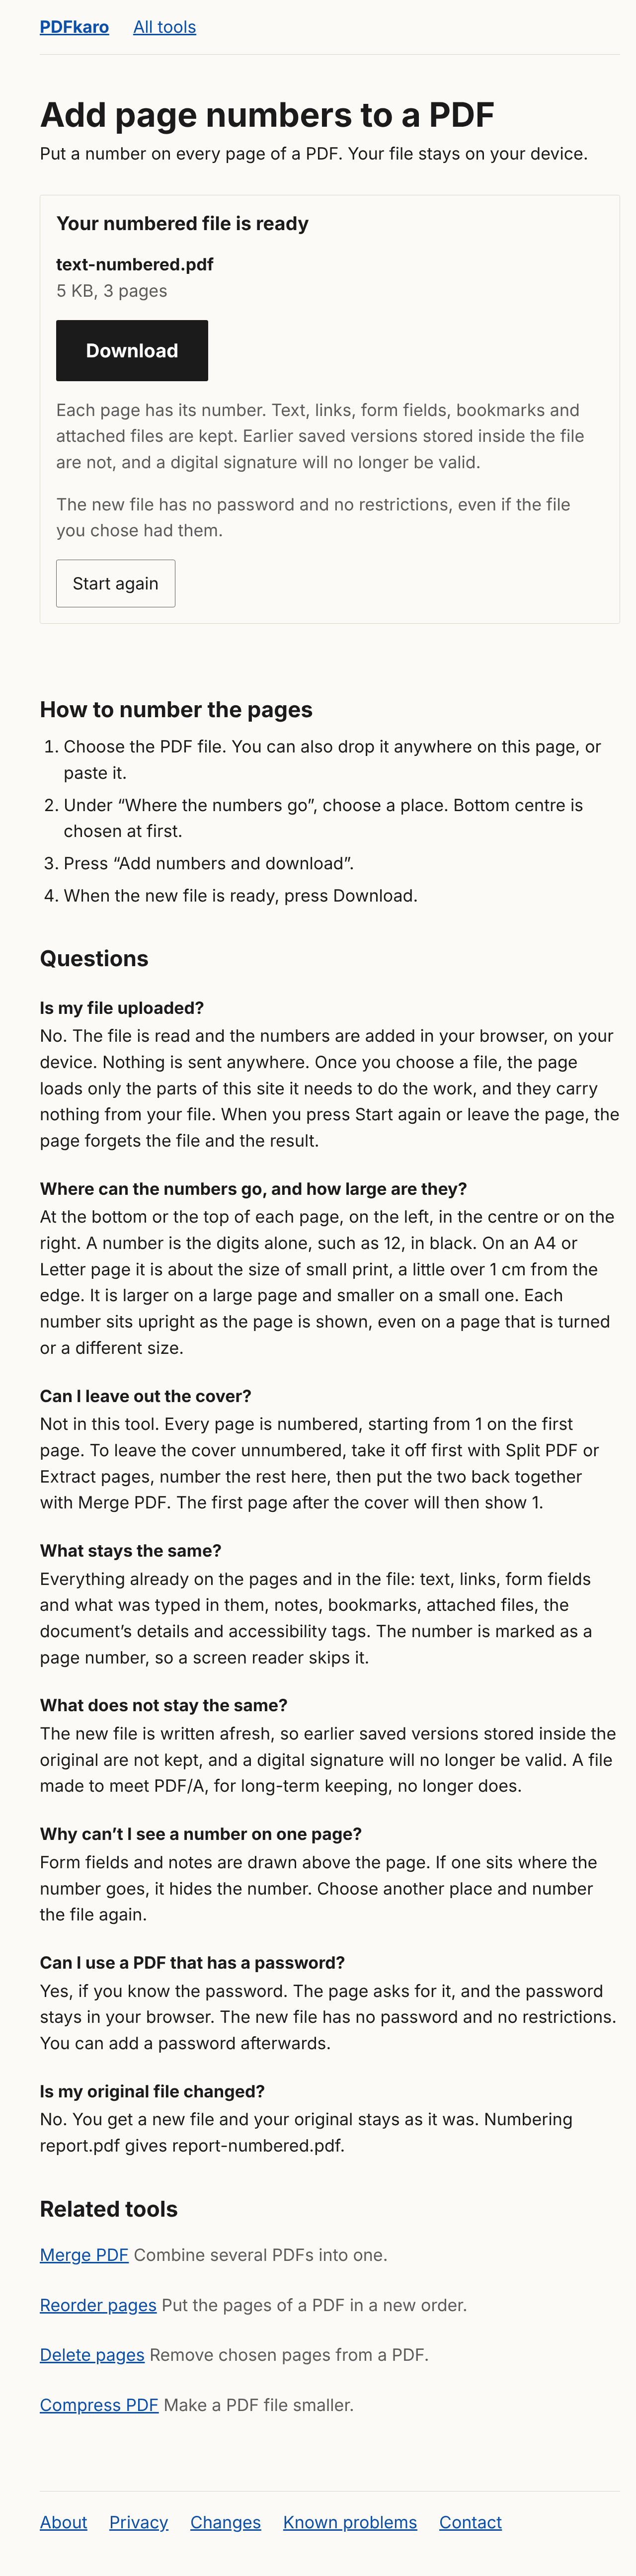 PDFkaro All tools
Add page numbers to a PDF
Put a number on every page of a PDF. Your file stays on your device.
Your numbered file is ready
text-numbered.pdf
5 KB, 3 pages
Download
Each page has its number. Text, links, form fields, bookmarks and
attached files are kept. Earlier saved versions stored inside the file
are not, and a digital signature will no longer be valid.
The new file has no password and no restrictions, even if the file
you chose had them.
Start again
How to number the pages
1. Choose the PDF file. You can also drop it anywhere on this page, or
paste it.
2. Under “Where the numbers go”, choose a place. Bottom centre is
chosen at first.
3. Press “Add numbers and download”.
4. When the new file is ready, press Download.
Questions
Is my file uploaded?
No. The file is read and the numbers are added in your browser, on your
device. Nothing is sent anywhere. Once you choose a file, the page
loads only the parts of this site it needs to do the work, and they carry
nothing from your file. When you press Start again or leave the page, the
page forgets the file and the result.
Where can the numbers go, and how large are they?
At the bottom or the top of each page, on the left, in the centre or on the
right. A number is the digits alone, such as 12, in black. On an A4 or
Letter page it is about the size of small print, a little over 1 cm from the
edge. It is larger on a large page and smaller on a small one. Each
number sits upright as the page is shown, even on a page that is turned
or a different size.
Can I leave out the cover?
Not in this tool. Every page is numbered, starting from 1 on the first
page. To leave the cover unnumbered, take it off first with Split PDF or
Extract pages, number the rest here, then put the two back together
with Merge PDF. The first page after the cover will then show 1.
What stays the same?
Everything already on the pages and in the file: text, links, form fields
and what was typed in them, notes, bookmarks, attached files, the
document’s details and accessibility tags. The number is marked as a
page number, so a screen reader skips it.
What does not stay the same?
The new file is written afresh, so earlier saved versions stored inside the
original are not kept, and a digital signature will no longer be valid. A file
made to meet PDF/A, for long-term keeping, no longer does.
Why can’t I see a number on one page?
Form fields and notes are drawn above the page. If one sits where the
number goes, it hides the number. Choose another place and number
the file again.
Can I use a PDF that has a password?
Yes, if you know the password. The page asks for it, and the password
stays in your browser. The new file has no password and no restrictions.
You can add a password afterwards.
Is my original file changed?
No. You get a new file and your original stays as it was. Numbering
report.pdf gives report-numbered.pdf.
Related tools
Merge PDF Combine several PDFs into one.
Reorder pages Put the pages of a PDF in a new order.
Delete pages Remove chosen pages from a PDF.
Compress PDF Make a PDF file smaller.
About Privacy Changes Known problems Contact